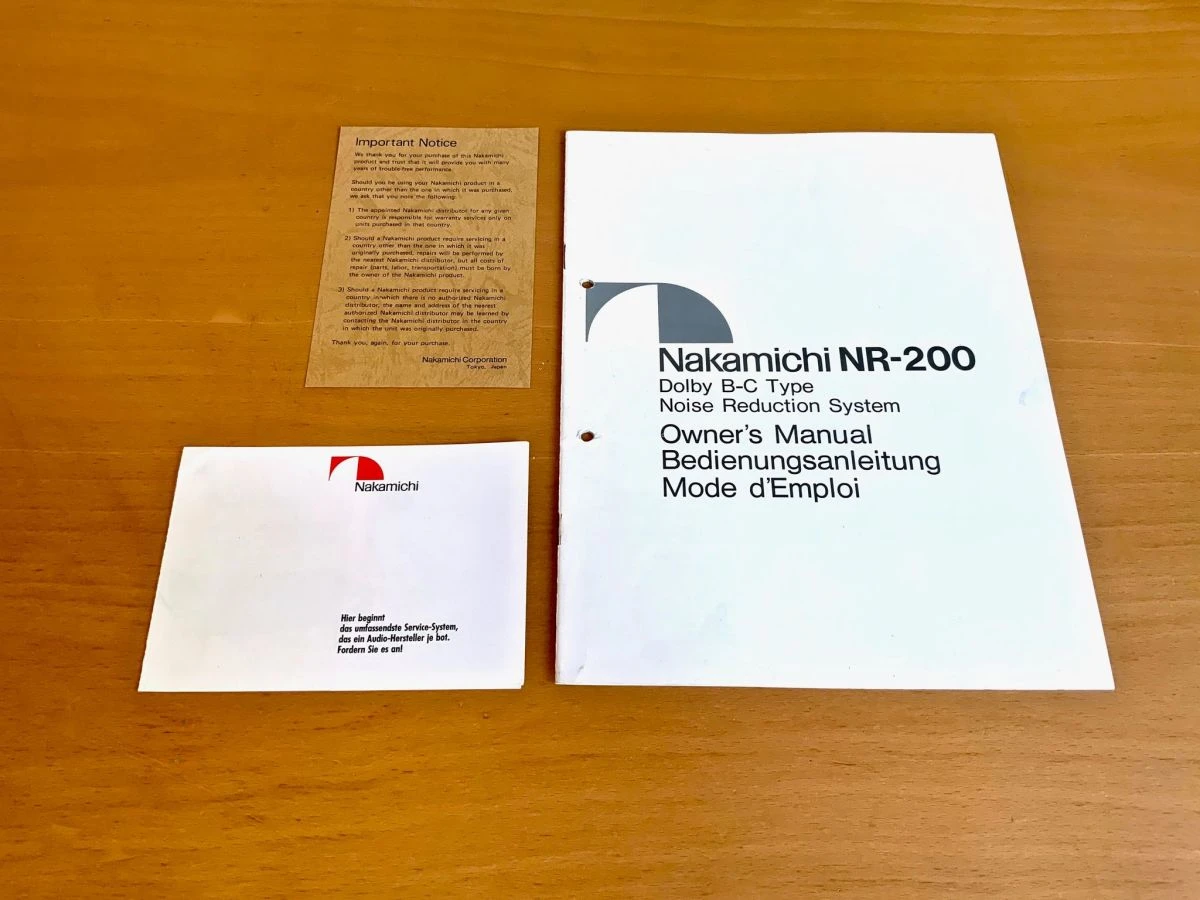 Important Notice
We thank you for your purchase of this Nakamichi
product and trust that it will provide you with many
years of trouble-free performance.
Should you be using your Nakamichi product in a
country other than the one in which it was purchased,
we ask that you note the following:
1) The appointed Nakamichi distributor for any given
country is responsible for warranty services only on
units purchased in that country.
2) Should a Nakamichi product require servicing in a
country other than the one in which it was
originally purchased, repairs will be performed by
the nearest Nakamichi distributor, but all costs of
repair (parts, labor, transportation) must be born by
the owner of the Nakamichi product.
3) Should a Nakamichi product require servicing in a
country in which there is no authorized Nakamichi
distributor, the name and address of the nearest
authorized Nakamichi distributor may be learned by
contacting the Nakamichi distributor in the country
in which the unit was originally purchased.
Thank you, again, for your purchase.
Nakamichi Corporation
Tokyo, Japan
Nakamichi
Hier beginnt
das umfassendste Service-System,
das ein Audio-Hersteller je bot.
Fordern Sie es an!
Nakamichi NR-200
Dolby B-C Type
Noise Reduction System
Owner's Manual
Bedienungsanleitung
Mode d'Emploi